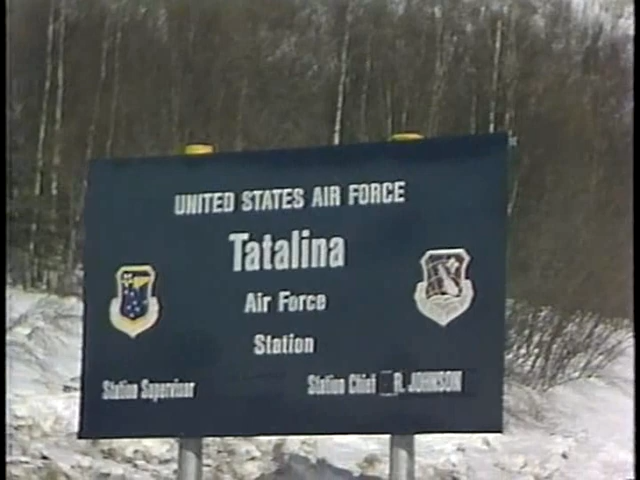 UNITED STATES AIR FORCE
Tatalina
Air Force
Station
Station Supervisor
Station Chief R. JOHNSON